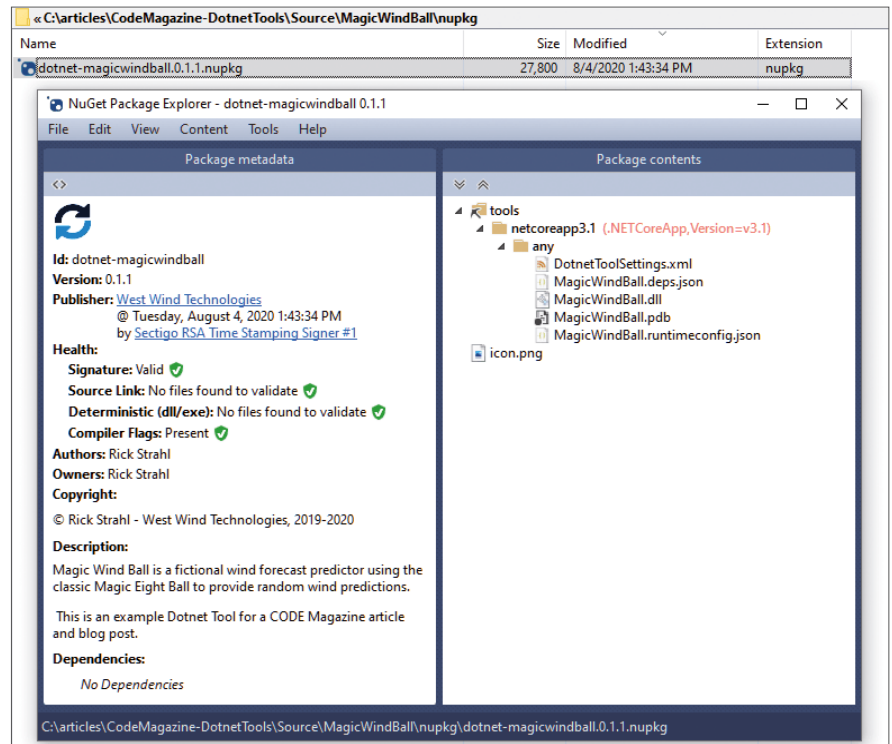 « C:\articles\CodeMagazine-DotnetTools\Source\MagicWindBall\nupkg
Name Size Modified Extension
dotnet-magicwindball.0.1.1.nupkg 27,800 8/4/2020 1:43:34 PM nupkg
NuGet Package Explorer - dotnet-magicwindball 0.1.1
File Edit View Content Tools Help
Package metadata
<>
Id: dotnet-magicwindball
Version: 0.1.1
Publisher: West Wind Technologies
@ Tuesday, August 4, 2020 1:43:34 PM
by Sectigo RSA Time Stamping Signer #1
Health:
Signature: Valid
Source Link: No files found to validate
Deterministic (dll/exe): No files found to validate
Compiler Flags: Present
Authors: Rick Strahl
Owners: Rick Strahl
Copyright:
© Rick Strahl - West Wind Technologies, 2019-2020
Description:
Magic Wind Ball is a fictional wind forecast predictor using the
classic Magic Eight Ball to provide random wind predictions.
This is an example Dotnet Tool for a CODE Magazine article
and blog post.
Dependencies:
No Dependencies
Package contents
tools
netcoreapp3.1 (.NETCoreApp,Version=v3.1)
any
DotnetToolSettings.xml
MagicWindBall.deps.json
MagicWindBall.dll
MagicWindBall.pdb
MagicWindBall.runtimeconfig.json
icon.png
C:\articles\CodeMagazine-DotnetTools\Source\MagicWindBall\nupkg\dotnet-magicwindball.0.1.1.nupkg